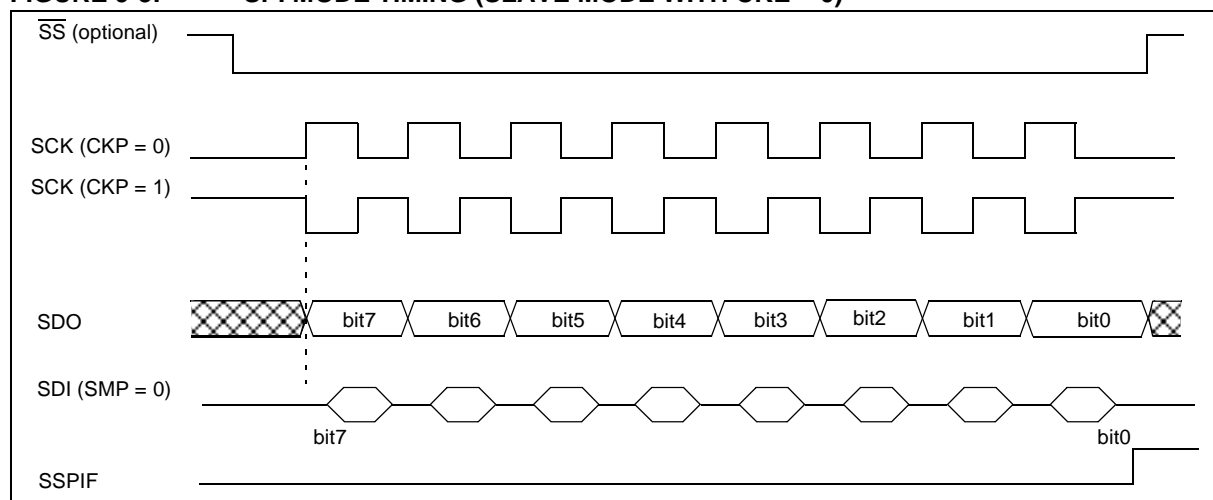 SS (optional)
SCK (CKP = 0)
SCK (CKP = 1)
SDO bit7 bit6 bit5 bit4 bit3 bit2 bit1 bit0
SDI (SMP = 0)
bit7 bit0
SSPIF